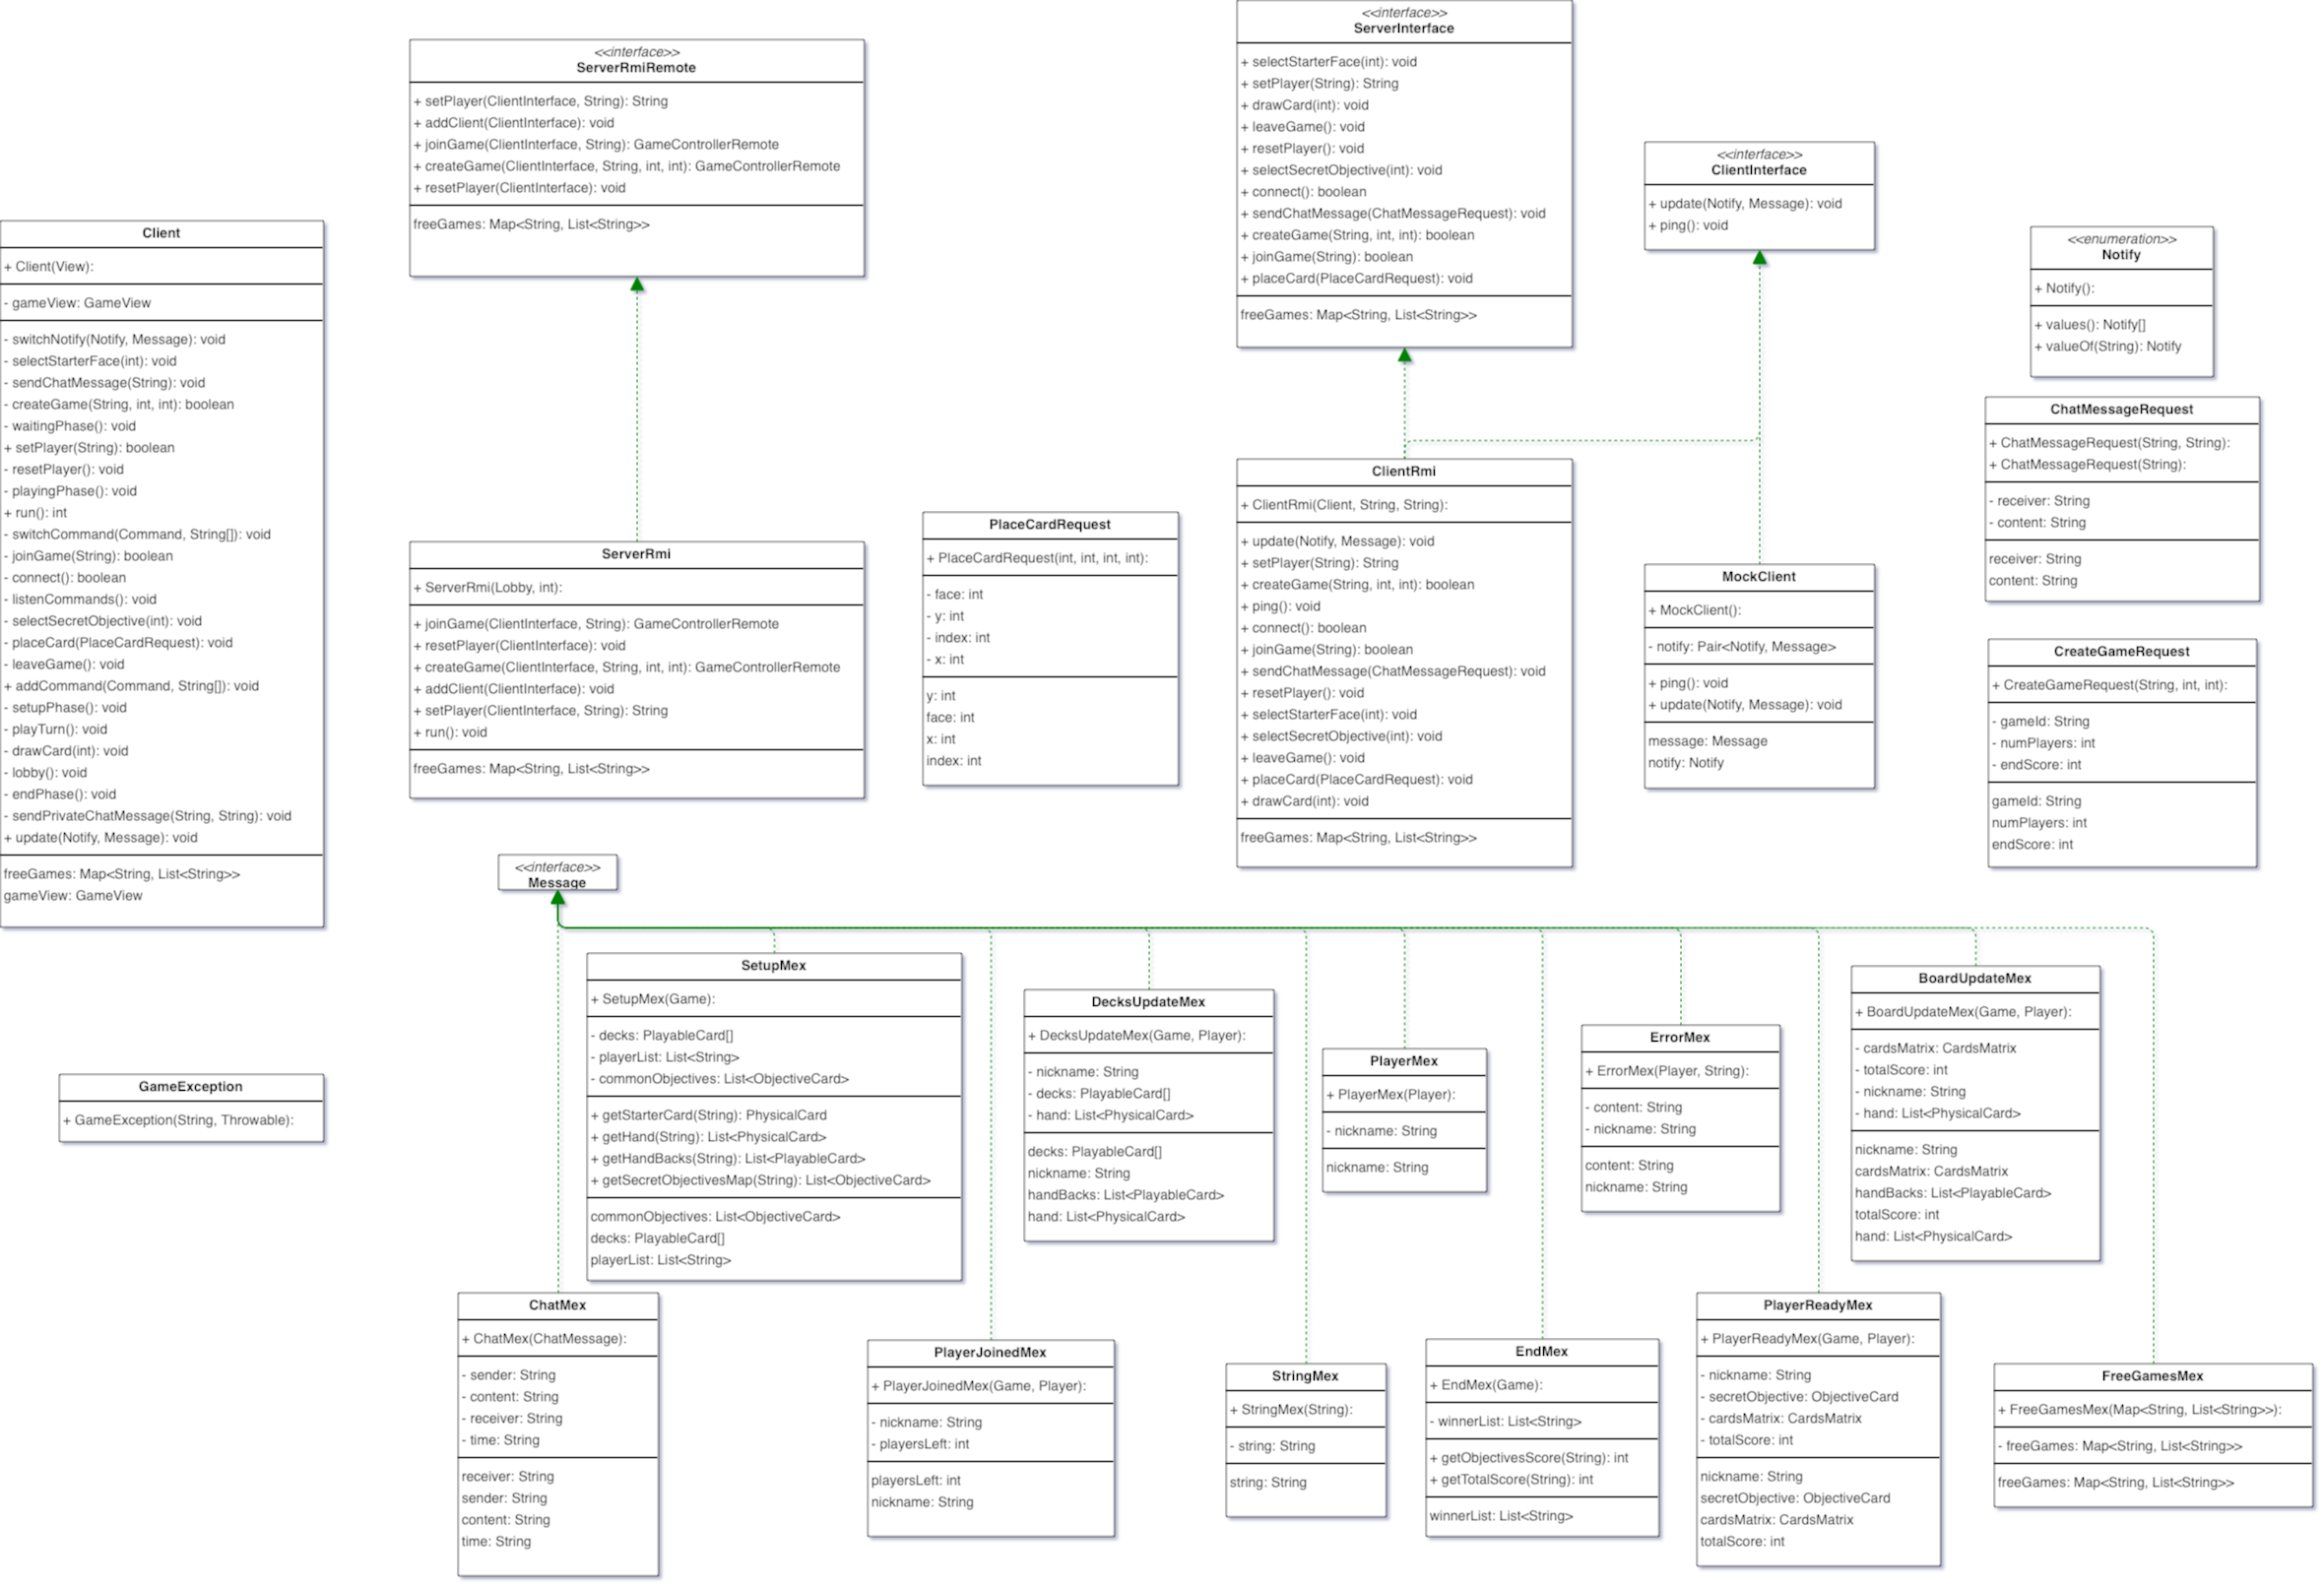 <<interface>>
ServerInterface
+ selectStarterFace(int): void
+ setPlayer(String): String
+ drawCard(int): void
+ leaveGame(): void
+ resetPlayer(): void
+ selectSecretObjective(int): void
+ connect(): boolean
+ sendChatMessage(ChatMessageRequest): void
+ createGame(String, int, int): boolean
+ joinGame(String): boolean
+ placeCard(PlaceCardRequest): void
freeGames: Map<String, List<String>>
<<interface>>
ServerRmiRemote
+ setPlayer(ClientInterface, String): String
+ addClient(ClientInterface): void
+ joinGame(ClientInterface, String): GameControllerRemote
+ createGame(ClientInterface, String, int, int): GameControllerRemote
+ resetPlayer(ClientInterface): void
freeGames: Map<String, List<String>>
<<interface>>
ClientInterface
+ update(Notify, Message): void
+ ping(): void
Client
+ Client(View):
- gameView: GameView
- switchNotify(Notify, Message): void
- selectStarterFace(int): void
- sendChatMessage(String): void
- createGame(String, int, int): boolean
- waitingPhase(): void
+ setPlayer(String): boolean
- resetPlayer(): void
- playingPhase(): void
+ run(): int
- switchCommand(Command, String[]): void
- joinGame(String): boolean
- connect(): boolean
- listenCommands(): void
- selectSecretObjective(int): void
- placeCard(PlaceCardRequest): void
- leaveGame(): void
+ addCommand(Command, String[]): void
- setupPhase(): void
- playTurn(): void
- drawCard(int): void
- lobby(): void
- endPhase(): void
- sendPrivateChatMessage(String, String): void
+ update(Notify, Message): void
freeGames: Map<String, List<String>>
gameView: GameView
<<enumeration>>
Notify
+ Notify():
+ values(): Notify[]
+ valueOf(String): Notify
ChatMessageRequest
+ ChatMessageRequest(String, String):
+ ChatMessageRequest(String):
- receiver: String
- content: String
receiver: String
content: String
ServerRmi
+ ServerRmi(Lobby, int):
+ joinGame(ClientInterface, String): GameControllerRemote
+ resetPlayer(ClientInterface): void
+ createGame(ClientInterface, String, int, int): GameControllerRemote
+ addClient(ClientInterface): void
+ setPlayer(ClientInterface, String): String
+ run(): void
freeGames: Map<String, List<String>>
PlaceCardRequest
+ PlaceCardRequest(int, int, int, int):
- face: int
- y: int
- index: int
- x: int
y: int
face: int
x: int
index: int
ClientRmi
+ ClientRmi(Client, String, String):
+ update(Notify, Message): void
+ setPlayer(String): String
+ createGame(String, int, int): boolean
+ ping(): void
+ connect(): boolean
+ joinGame(String): boolean
+ sendChatMessage(ChatMessageRequest): void
+ resetPlayer(): void
+ selectStarterFace(int): void
+ selectSecretObjective(int): void
+ leaveGame(): void
+ placeCard(PlaceCardRequest): void
+ drawCard(int): void
freeGames: Map<String, List<String>>
MockClient
+ MockClient():
- notify: Pair<Notify, Message>
+ ping(): void
+ update(Notify, Message): void
message: Message
notify: Notify
CreateGameRequest
+ CreateGameRequest(String, int, int):
- gameId: String
- numPlayers: int
- endScore: int
gameId: String
numPlayers: int
endScore: int
<<interface>>
Message
GameException
+ GameException(String, Throwable):
SetupMex
+ SetupMex(Game):
- decks: PlayableCard[]
- playerList: List<String>
- commonObjectives: List<ObjectiveCard>
+ getStarterCard(String): PhysicalCard
+ getHand(String): List<PhysicalCard>
+ getHandBacks(String): List<PlayableCard>
+ getSecretObjectivesMap(String): List<ObjectiveCard>
commonObjectives: List<ObjectiveCard>
decks: PlayableCard[]
playerList: List<String>
DecksUpdateMex
+ DecksUpdateMex(Game, Player):
- nickname: String
- decks: PlayableCard[]
- hand: List<PhysicalCard>
decks: PlayableCard[]
nickname: String
handBacks: List<PlayableCard>
hand: List<PhysicalCard>
PlayerMex
+ PlayerMex(Player):
- nickname: String
nickname: String
ErrorMex
+ ErrorMex(Player, String):
- content: String
- nickname: String
content: String
nickname: String
BoardUpdateMex
+ BoardUpdateMex(Game, Player):
- cardsMatrix: CardsMatrix
- totalScore: int
- nickname: String
- hand: List<PhysicalCard>
nickname: String
cardsMatrix: CardsMatrix
handBacks: List<PlayableCard>
totalScore: int
hand: List<PhysicalCard>
ChatMex
+ ChatMex(ChatMessage):
- sender: String
- content: String
- receiver: String
- time: String
receiver: String
sender: String
content: String
time: String
PlayerJoinedMex
+ PlayerJoinedMex(Game, Player):
- nickname: String
- playersLeft: int
playersLeft: int
nickname: String
StringMex
+ StringMex(String):
- string: String
string: String
EndMex
+ EndMex(Game):
- winnerList: List<String>
+ getObjectivesScore(String): int
+ getTotalScore(String): int
winnerList: List<String>
PlayerReadyMex
+ PlayerReadyMex(Game, Player):
- nickname: String
- secretObjective: ObjectiveCard
- cardsMatrix: CardsMatrix
- totalScore: int
nickname: String
secretObjective: ObjectiveCard
cardsMatrix: CardsMatrix
totalScore: int
FreeGamesMex
+ FreeGamesMex(Map<String, List<String>>):
- freeGames: Map<String, List<String>>
freeGames: Map<String, List<String>>